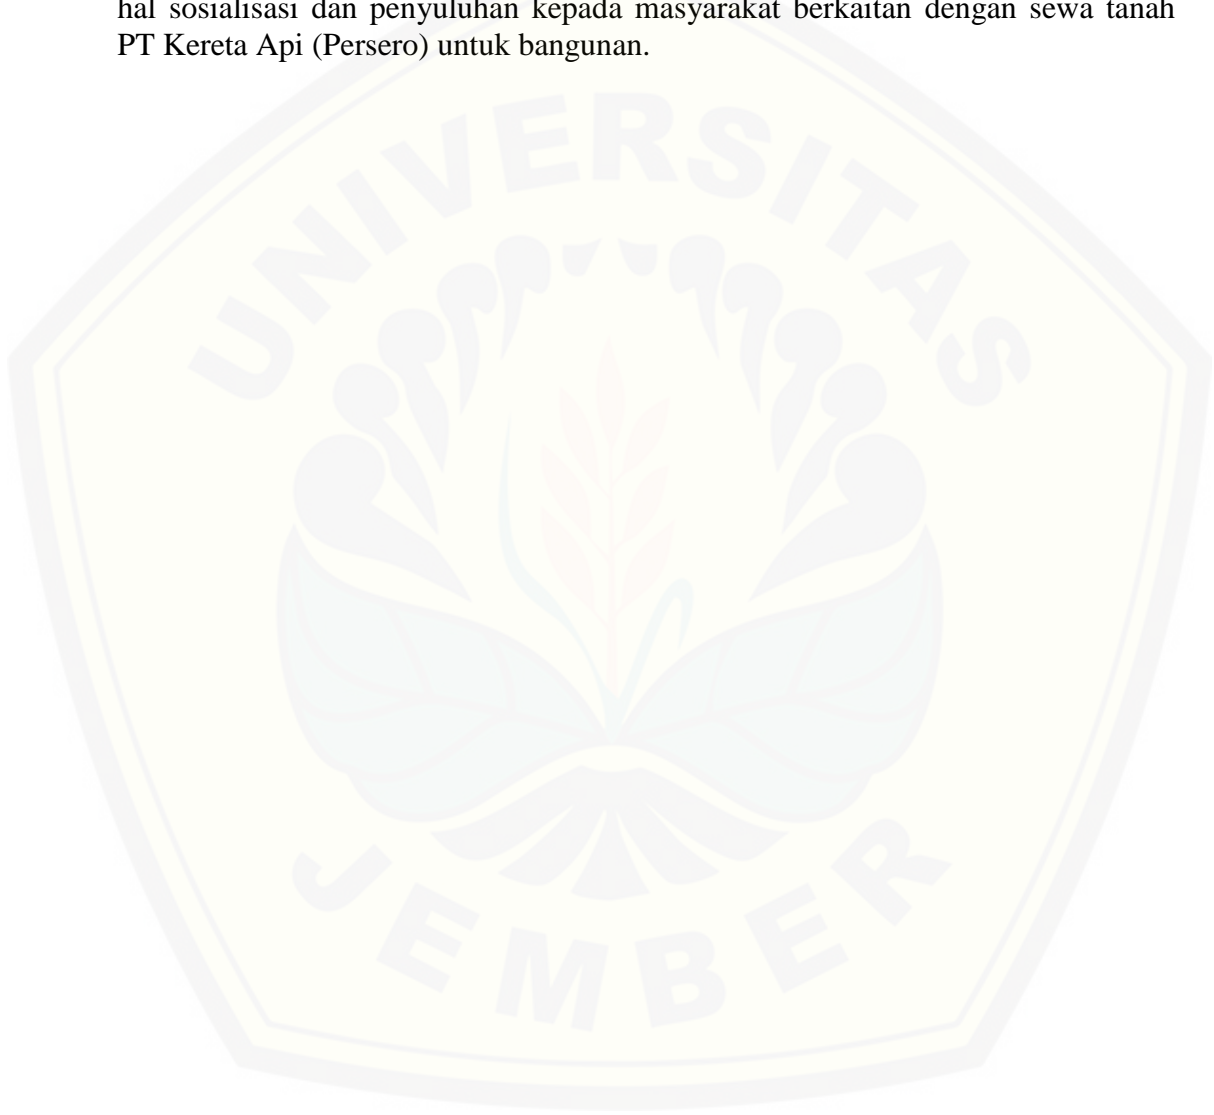 hal sosialisasi dan penyuluhan kepada masyarakat berkaitan dengan sewa tanah
PT Kereta Api (Persero) untuk bangunan.
UNIVERSITAS
JEMBER